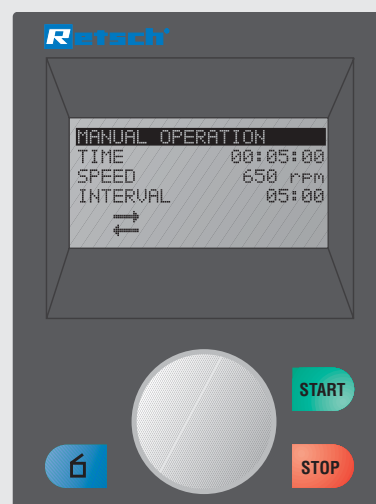 Retsch®
MANUAL OPERATION
TIME 00:05:00
SPEED 650 rpm
INTERVAL 05:00
START
STOP